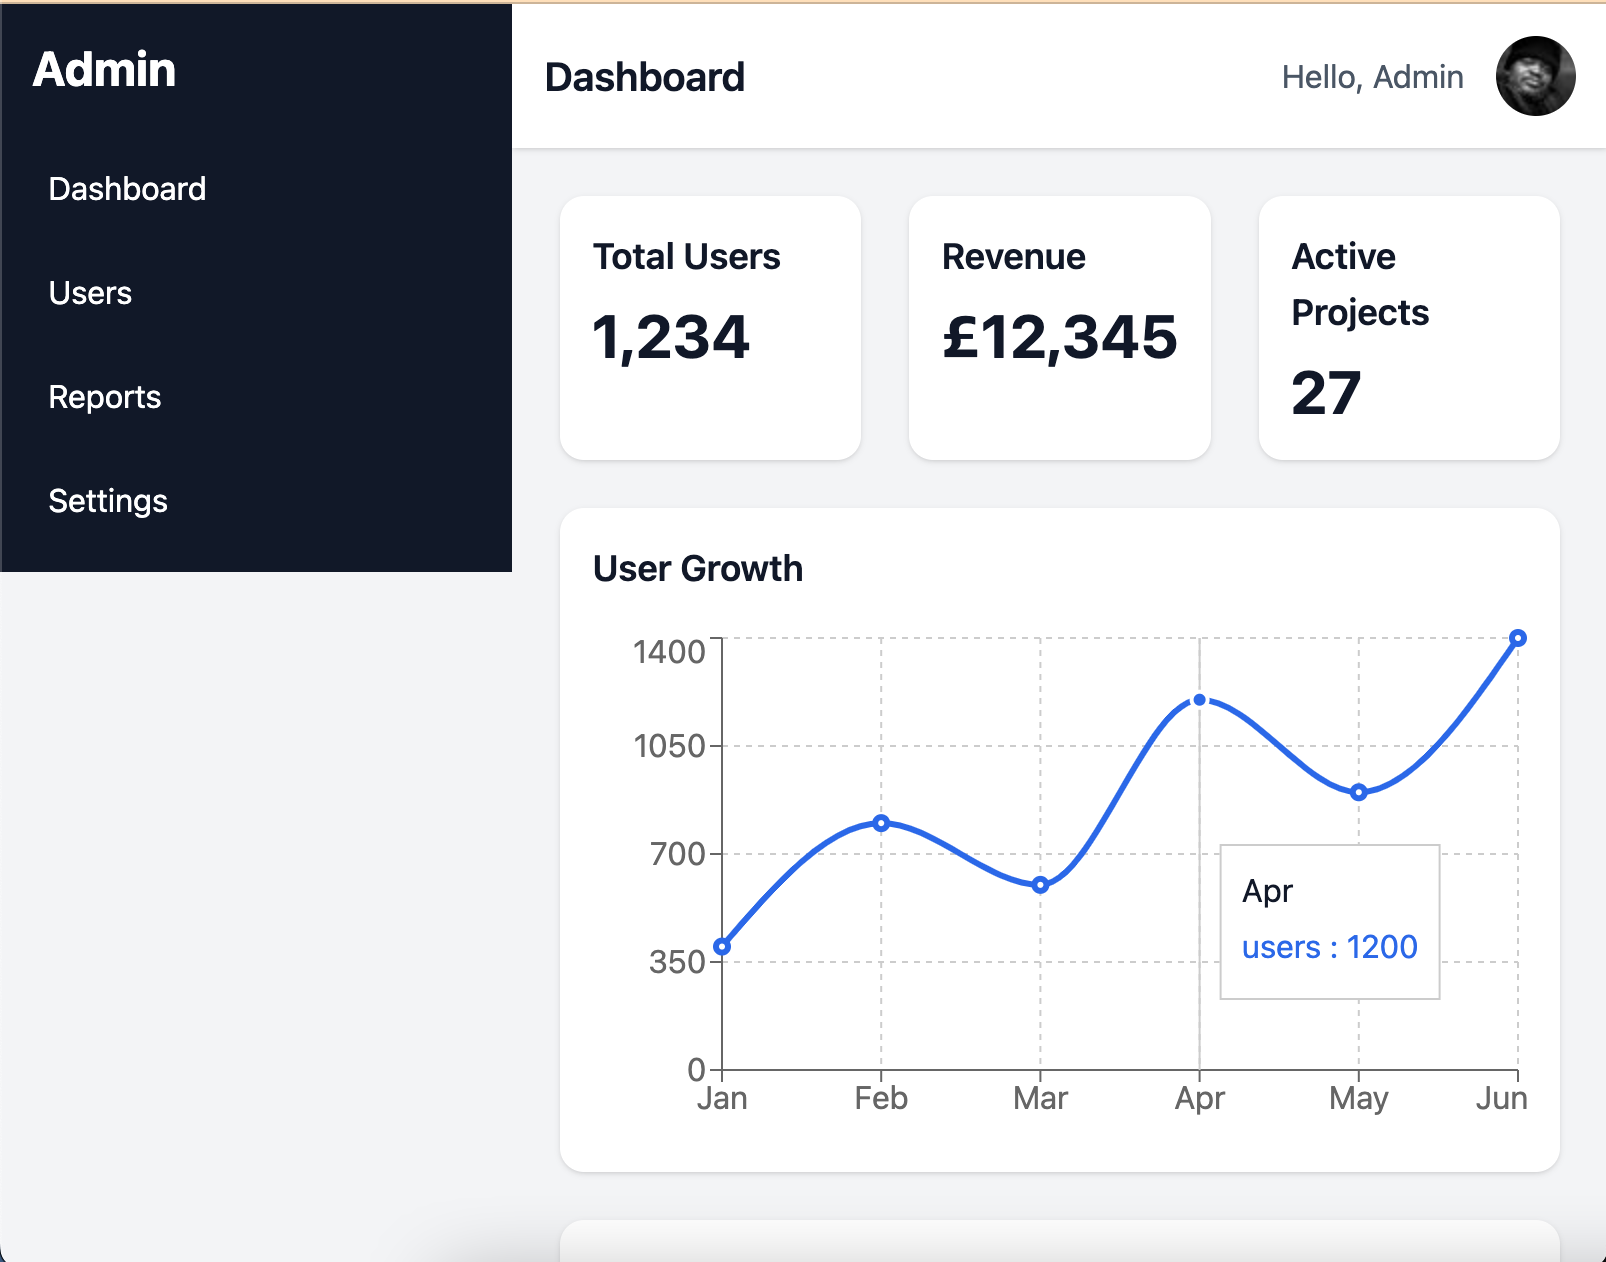 Admin
Dashboard
Users
Reports
Settings
Dashboard
Hello, Admin
Total Users
1,234
Revenue
£12,345
Active
Projects
27
User Growth
1400
1050
700
350
0
Jan
Feb
Mar
Apr
May
Jun
Apr
users : 1200